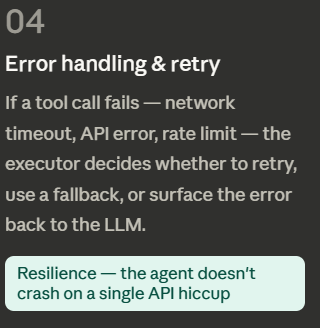 04
Error handling & retry
If a tool call fails — network
timeout, API error, rate limit — the
executor decides whether to retry,
use a fallback, or surface the error
back to the LLM.
Resilience — the agent doesn't
crash on a single API hiccup